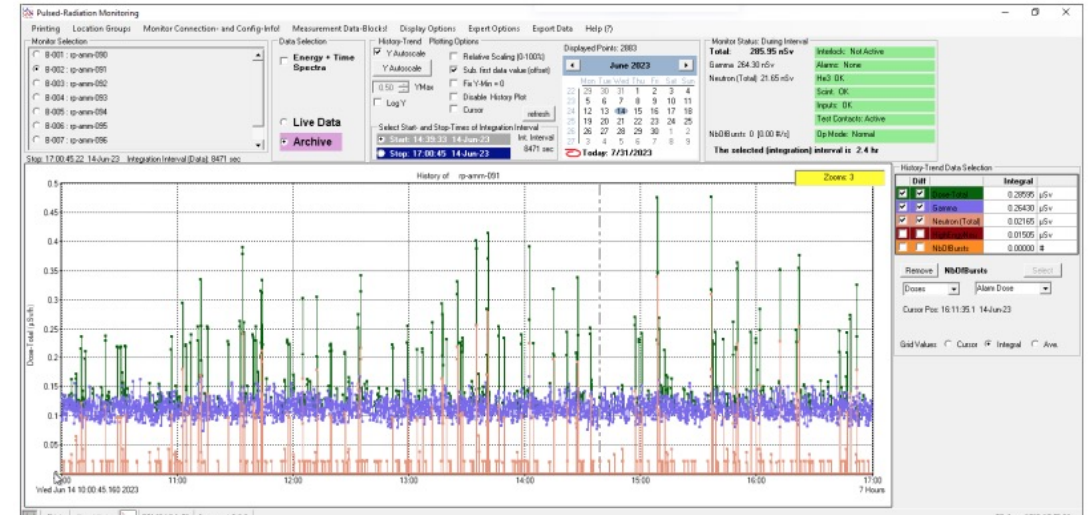 Pulsed-Radiation Monitoring
Printing Location Groups Monitor Connection- and Config-Info! Measurement Data-Blocks! Display Options Expert Options Export Data Help (?)
Monitor Selection
B-001 : rp-amm-090
B-002 : rp-amm-091
B-003 : rp-amm-092
B-004 : rp-amm-093
B-005 : rp-amm-094
B-006 : rp-amm-095
B-007 : rp-amm-096
Stop: 17:00:45.22 14-Jun-23 Integration Interval (Data): 8471 sec
Data Selection
Energy + Time
Spectra
Live Data
Archive
History-Trend Plotting Options
Y Autoscale
Y Autoscale
0.50 YMax
Log Y
Relative Scaling (0-100%)
Sub. first data value (offset)
Fix Y-Min = 0
Disable History Plot
Cursor
refresh
Select Start- and Stop-Times of Integration Interval
Start: 14:39:33 14-Jun-23
Stop: 17:00:45 14-Jun-23
Int. Interval
8471 sec
Displayed Points: 2883
June 2023
Mon Tue Wed Thu Fri Sat Sun
22 29 30 31 1 2 3 4
23 5 6 7 8 9 10 11
24 12 13 14 15 16 17 18
25 19 20 21 22 23 24 25
26 26 27 28 29 30 1 2
27 3 4 5 6 7 8 9
Today: 7/31/2023
Monitor Status: During Interval
Total: 285.95 nSv
Gamma 264.30 nSv
Neutron (Total) 21.65 nSv
NbOfBursts 0 (0.00 #/s)
Interlock: Not Active
Alarms: None
He3: OK
Scint: OK
Inputs: OK
Test Contacts: Active
Op Mode: Normal
The selected (integration) interval is 2.4 hr
History of rp-amm-091
Zooms: 3
Dose-Total (µSv/h)
0.5
0.45
0.4
0.35
0.3
0.25
0.2
0.15
0.1
0.05
11:00 12:00 13:00 14:00 15:00 16:00 17:00
Wed Jun 14 10:00:45.160 2023
7 Hours
History-Trend Data Selection
Diff Integral
Dose-Total 0.28595 µSv
Gamma 0.26430 µSv
Neutron (Total) 0.02165 µSv
0.01505 µSv
NbOfBursts 0.00000 #
Remove NbOfBursts Select
Doses Alarm Dose
Cursor Pos: 16:11:35.1 14-Jun-23
Grid Values Cursor Integral Ave.